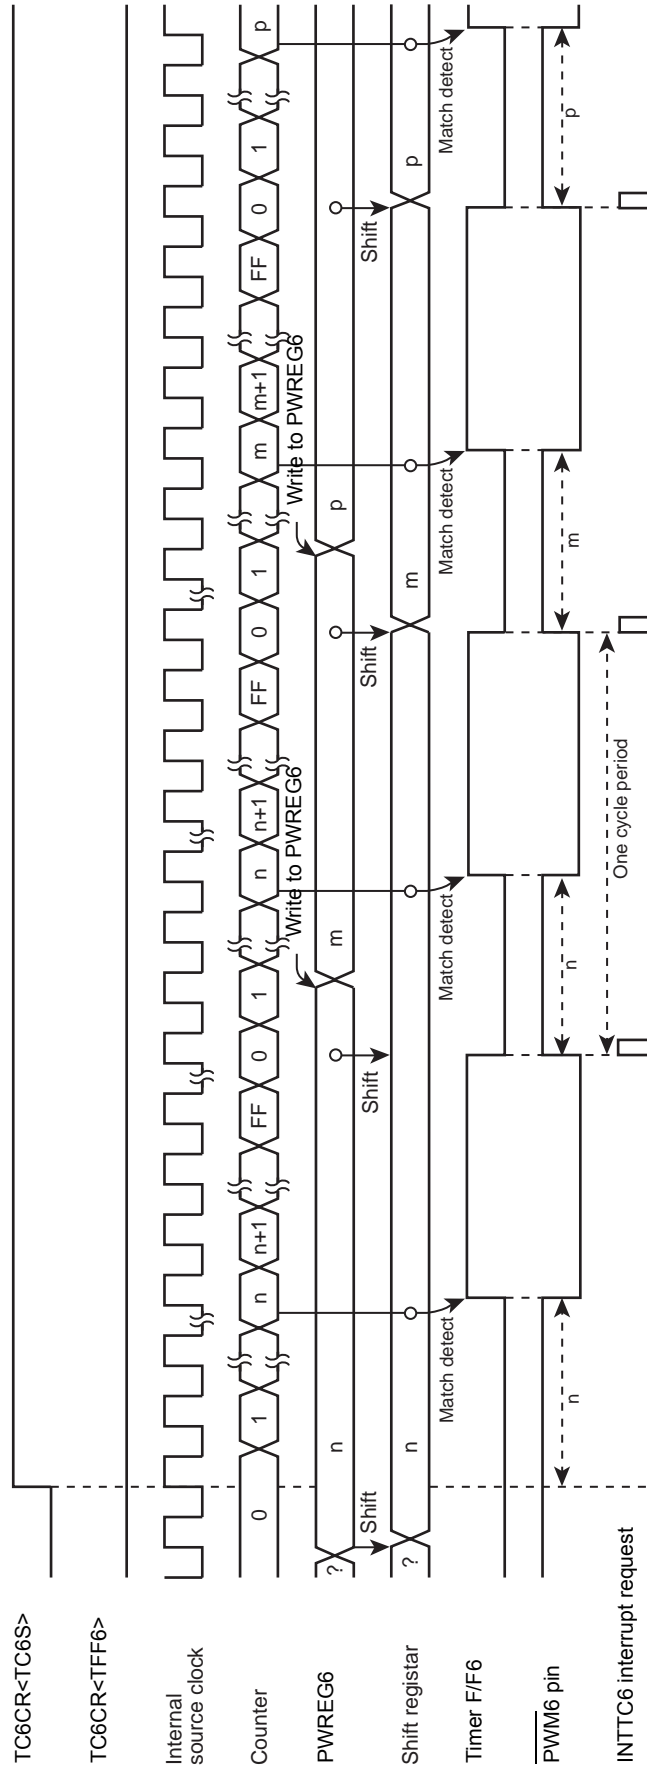 TC6CR<TC6S>
TC6CR<TFF6>
Internal
source clock
Counter 0 1 n n+1 FF 0 1 n n+1 FF 0 1 m m+1 FF 0 1 p
Write to PWREG6 Write to PWREG6
PWREG6 ? n m p
Shift Shift Shift Shift
Shift registar ? n m p
Match detect Match detect Match detect Match detect
Timer F/F6
PWM6 pin
n n m p
One cycle period
INTTC6 interrupt request